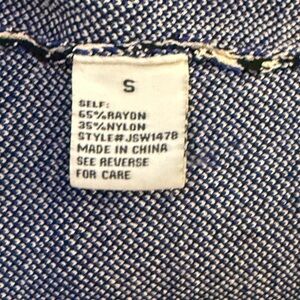 S
SELF:
65%RAYON
35%NYLON
STYLE#JSW1478
MADE IN CHINA
SEE REVERSE
FOR CARE